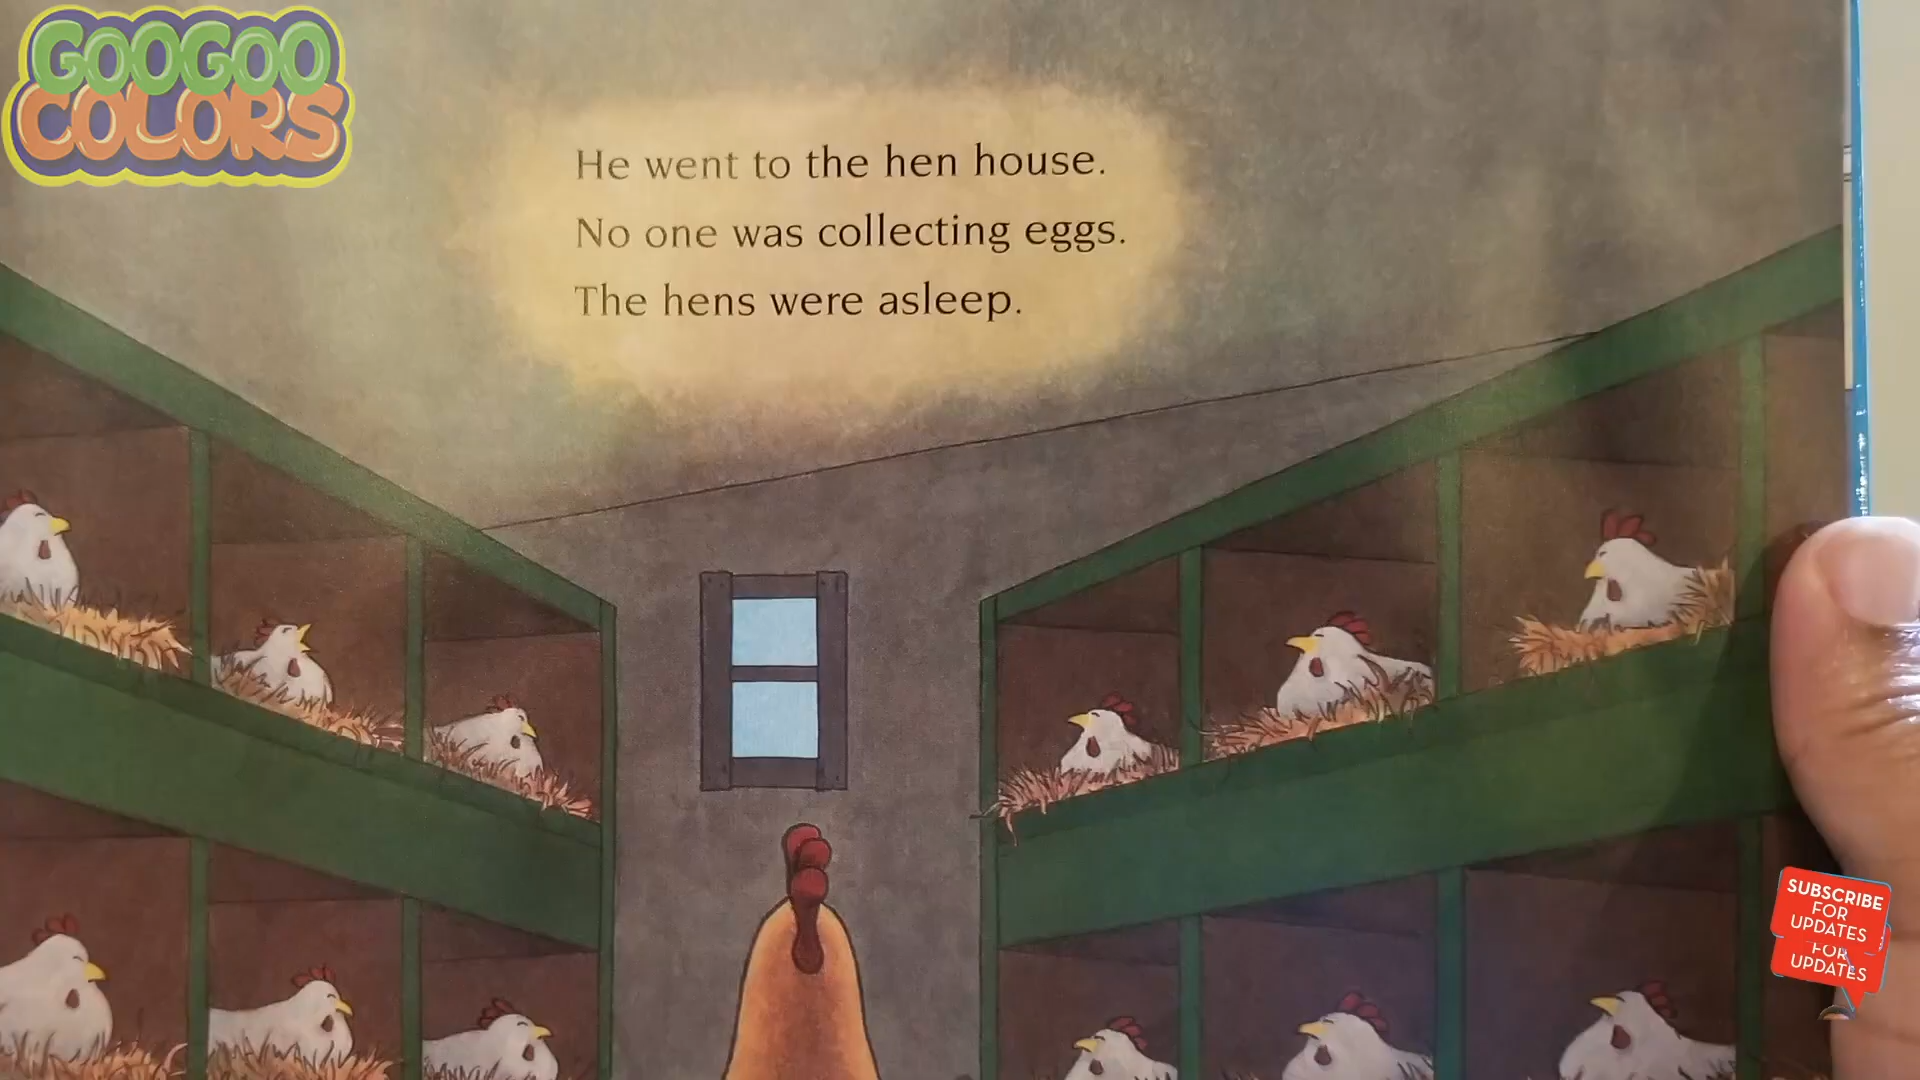 GOOGOO
COLORS
He went to the hen house.
No one was collecting eggs.
The hens were asleep.
SUBSCRIBE
FOR
UPDATES
FOR
UPDATES